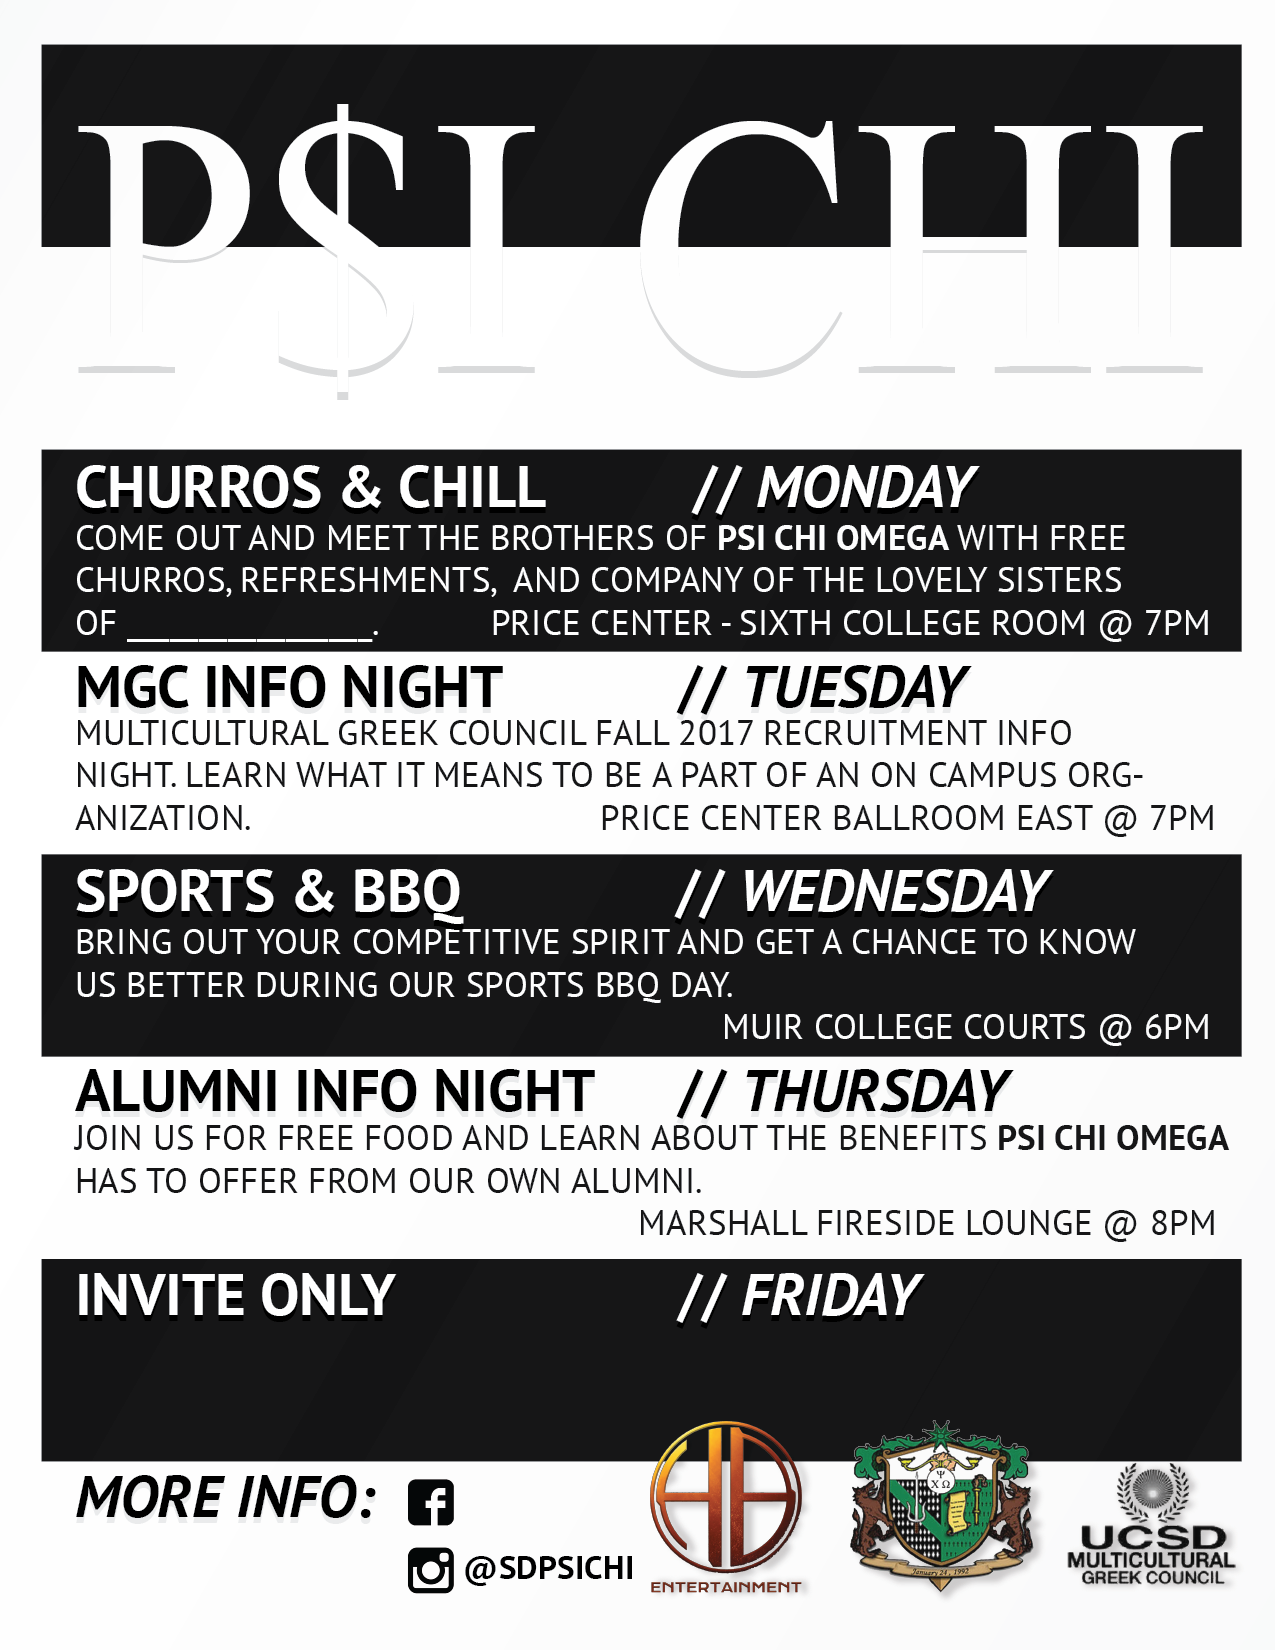 P$I CHI
CHURROS & CHILL // MONDAY
COME OUT AND MEET THE BROTHERS OF PSI CHI OMEGA WITH FREE
CHURROS, REFRESHMENTS, AND COMPANY OF THE LOVELY SISTERS
OF ______________. PRICE CENTER - SIXTH COLLEGE ROOM @ 7PM
MGC INFO NIGHT // TUESDAY
MULTICULTURAL GREEK COUNCIL FALL 2017 RECRUITMENT INFO
NIGHT. LEARN WHAT IT MEANS TO BE A PART OF AN ON CAMPUS ORG-
ANIZATION. PRICE CENTER BALLROOM EAST @ 7PM
SPORTS & BBQ // WEDNESDAY
BRING OUT YOUR COMPETITIVE SPIRIT AND GET A CHANCE TO KNOW
US BETTER DURING OUR SPORTS BBQ DAY.
MUIR COLLEGE COURTS @ 6PM
ALUMNI INFO NIGHT // THURSDAY
JOIN US FOR FREE FOOD AND LEARN ABOUT THE BENEFITS PSI CHI OMEGA
HAS TO OFFER FROM OUR OWN ALUMNI.
MARSHALL FIRESIDE LOUNGE @ 8PM
INVITE ONLY // FRIDAY
MORE INFO:
@SDPSICHI
ENTERTAINMENT
Ψ
Χ Ω
January 24, 1992
UCSD
MULTICULTURAL
GREEK COUNCIL